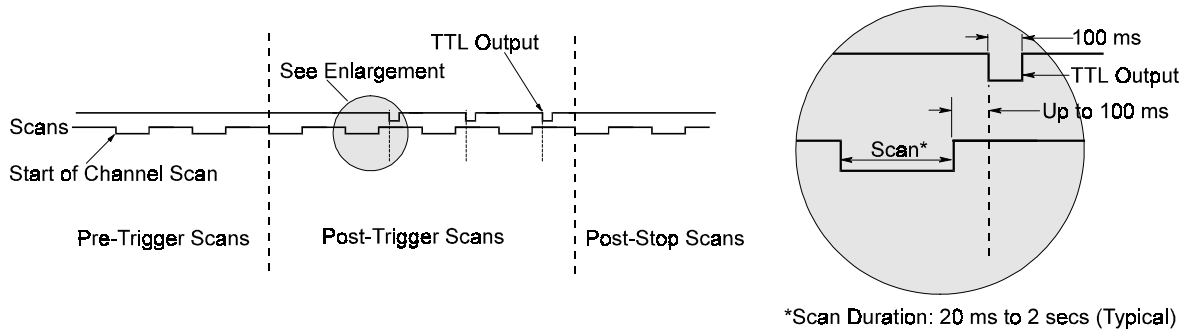 TTL Output
See Enlargement
Scans
Start of Channel Scan
Pre-Trigger Scans
Post-Trigger Scans
Post-Stop Scans
100 ms
TTL Output
Up to 100 ms
Scan*
*Scan Duration: 20 ms to 2 secs (Typical)